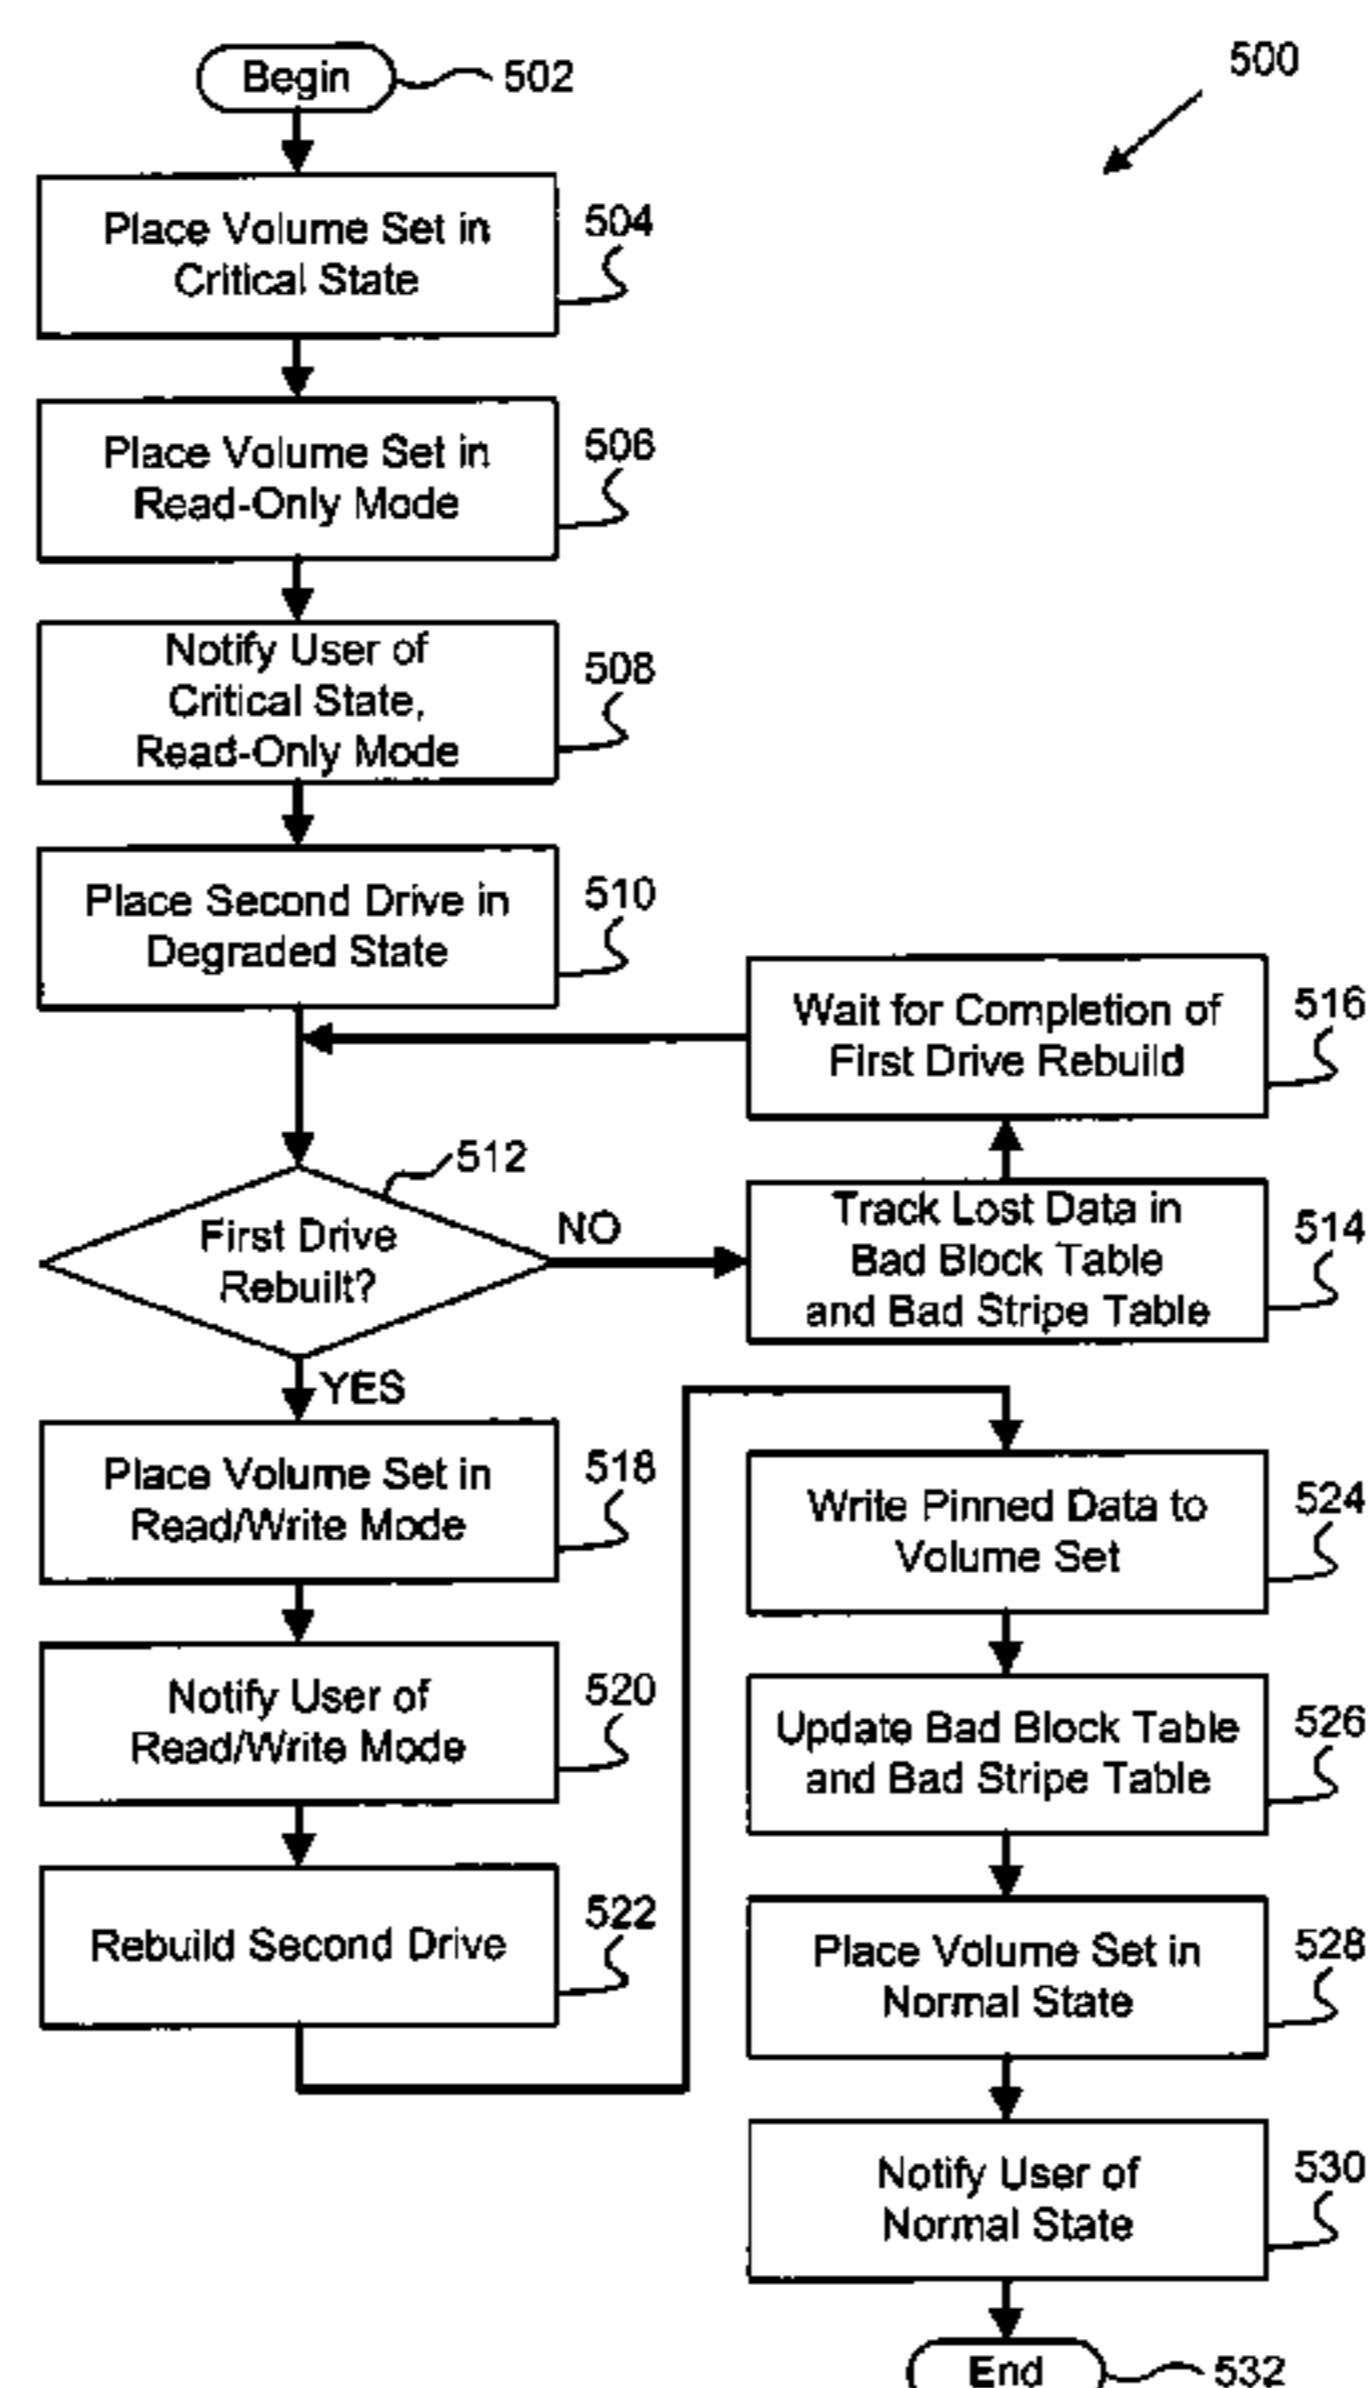 500
Begin
502
Place Volume Set in
Critical State
504
Place Volume Set in
Read-Only Mode
506
Notify User of
Critical State,
Read-Only Mode
508
Place Second Drive in
Degraded State
510
First Drive
Rebuilt?
512
NO
Track Lost Data in
Bad Block Table
and Bad Stripe Table
514
Wait for Completion of
First Drive Rebuild
516
YES
Place Volume Set in
Read/Write Mode
518
Notify User of
Read/Write Mode
520
Rebuild Second Drive
522
Write Pinned Data to
Volume Set
524
Update Bad Block Table
and Bad Stripe Table
526
Place Volume Set in
Normal State
528
Notify User of
Normal State
530
End
532